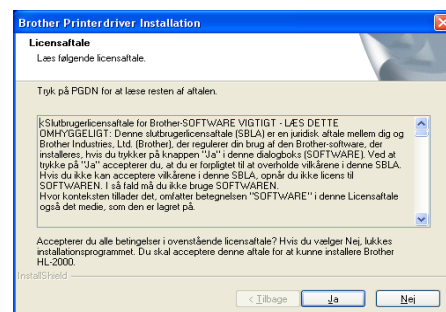 Brother Printerdriver Installation
Licensaftale
Læs følgende licensaftale.
Tryk på PGDN for at læse resten af aftalen.
kSlutbrugerlicensaftale for Brother-SOFTWARE VIGTIGT - LÆS DETTE
OMHYGGELIGT: Denne slutbrugerlicensaftale (SBLA) er en juridisk aftale mellem dig og
Brother Industries, Ltd. (Brother), der regulerer din brug af den Brother-software, der
installeres, hvis du trykker på knappen "Ja" i denne dialogboks (SOFTWARE). Ved at
trykke på "Ja" accepterer du, at du er forpligtet til at overholde vilkårene i denne SBLA.
Hvis du ikke kan acceptere vilkårene i denne SBLA, opnår du ikke licens til
SOFTWAREN. I så fald må du ikke bruge SOFTWAREN.
Hvor konteksten tillader det, omfatter betegnelsen "SOFTWARE" i denne Licensaftale
også det medie, som den er lagret på.
Accepterer du alle betingelser i ovenstående licensaftale? Hvis du vælger Nej, lukkes
installationsprogrammet. Du skal acceptere denne aftale for at kunne installere Brother
HL-2000.
InstallShield
< Tilbage
Ja
Nej